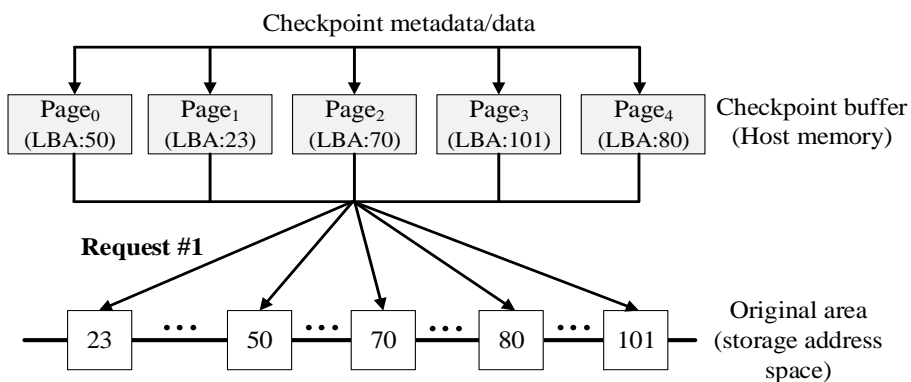 Checkpoint metadata/data
Page₀
(LBA:50)
Page₁
(LBA:23)
Page₂
(LBA:70)
Page₃
(LBA:101)
Page₄
(LBA:80)
Checkpoint buffer
(Host memory)
Request #1
23
...
50
...
70
...
80
...
101
Original area
(storage address
space)